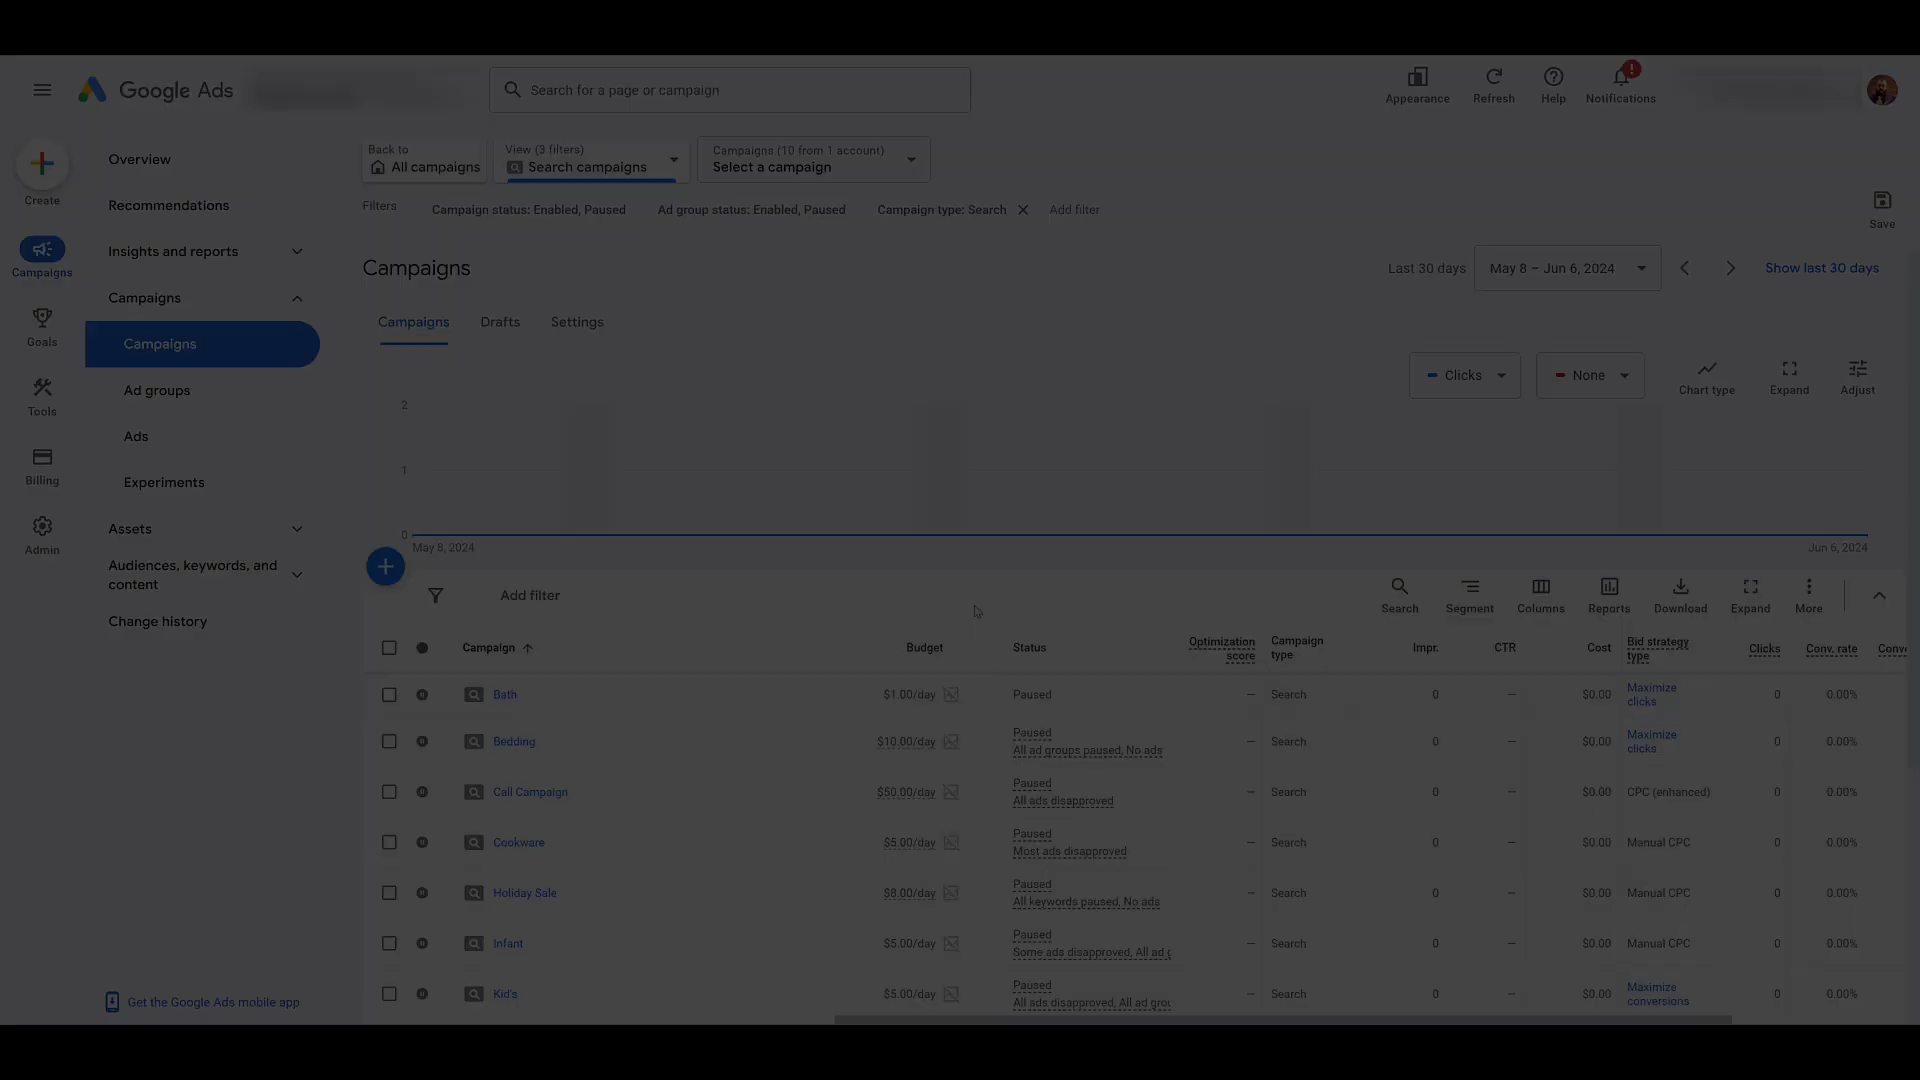 Google Ads
Search for a page or campaign
Appearance
Refresh
Help
!
Notifications
Create
Campaigns
Goals
Tools
Billing
Admin
Overview
Recommendations
Insights and reports
Campaigns
Campaigns
Ad groups
Ads
Experiments
Assets
Audiences, keywords, and
content
Change history
Get the Google Ads mobile app
Back to
All campaigns
View (3 filters)
Search campaigns
Campaigns (10 from 1 account)
Select a campaign
Filters
Campaign status: Enabled, Paused
Ad group status: Enabled, Paused
Campaign type: Search
Add filter
Save
Campaigns
Last 30 days
May 8 – Jun 6, 2024
Show last 30 days
Campaigns
Drafts
Settings
Clicks
None
Chart type
Expand
Adjust
2
1
0
May 8, 2024
Jun 6, 2024
Add filter
Search
Segment
Columns
Reports
Download
Expand
More
Campaign Budget Status Optimization score Campaign type Impr. CTR Cost Bid strategy type Clicks Conv. rate Conv
Bath $1.00/day Paused — Search 0 — $0.00 Maximize clicks 0 0.00%
Bedding $10.00/day Paused All ad groups paused, No ads — Search 0 — $0.00 Maximize clicks 0 0.00%
Call Campaign $50.00/day Paused All ads disapproved — Search 0 — $0.00 CPC (enhanced) 0 0.00%
Cookware $5.00/day Paused Most ads disapproved — Search 0 — $0.00 Manual CPC 0 0.00%
Holiday Sale $8.00/day Paused All keywords paused, No ads — Search 0 — $0.00 Manual CPC 0 0.00%
Infant $5.00/day Paused Some ads disapproved, All ad g — Search 0 — $0.00 Manual CPC 0 0.00%
Kid's $5.00/day Paused All ads disapproved, All ad grou — Search 0 — $0.00 Maximize conversions 0 0.00%